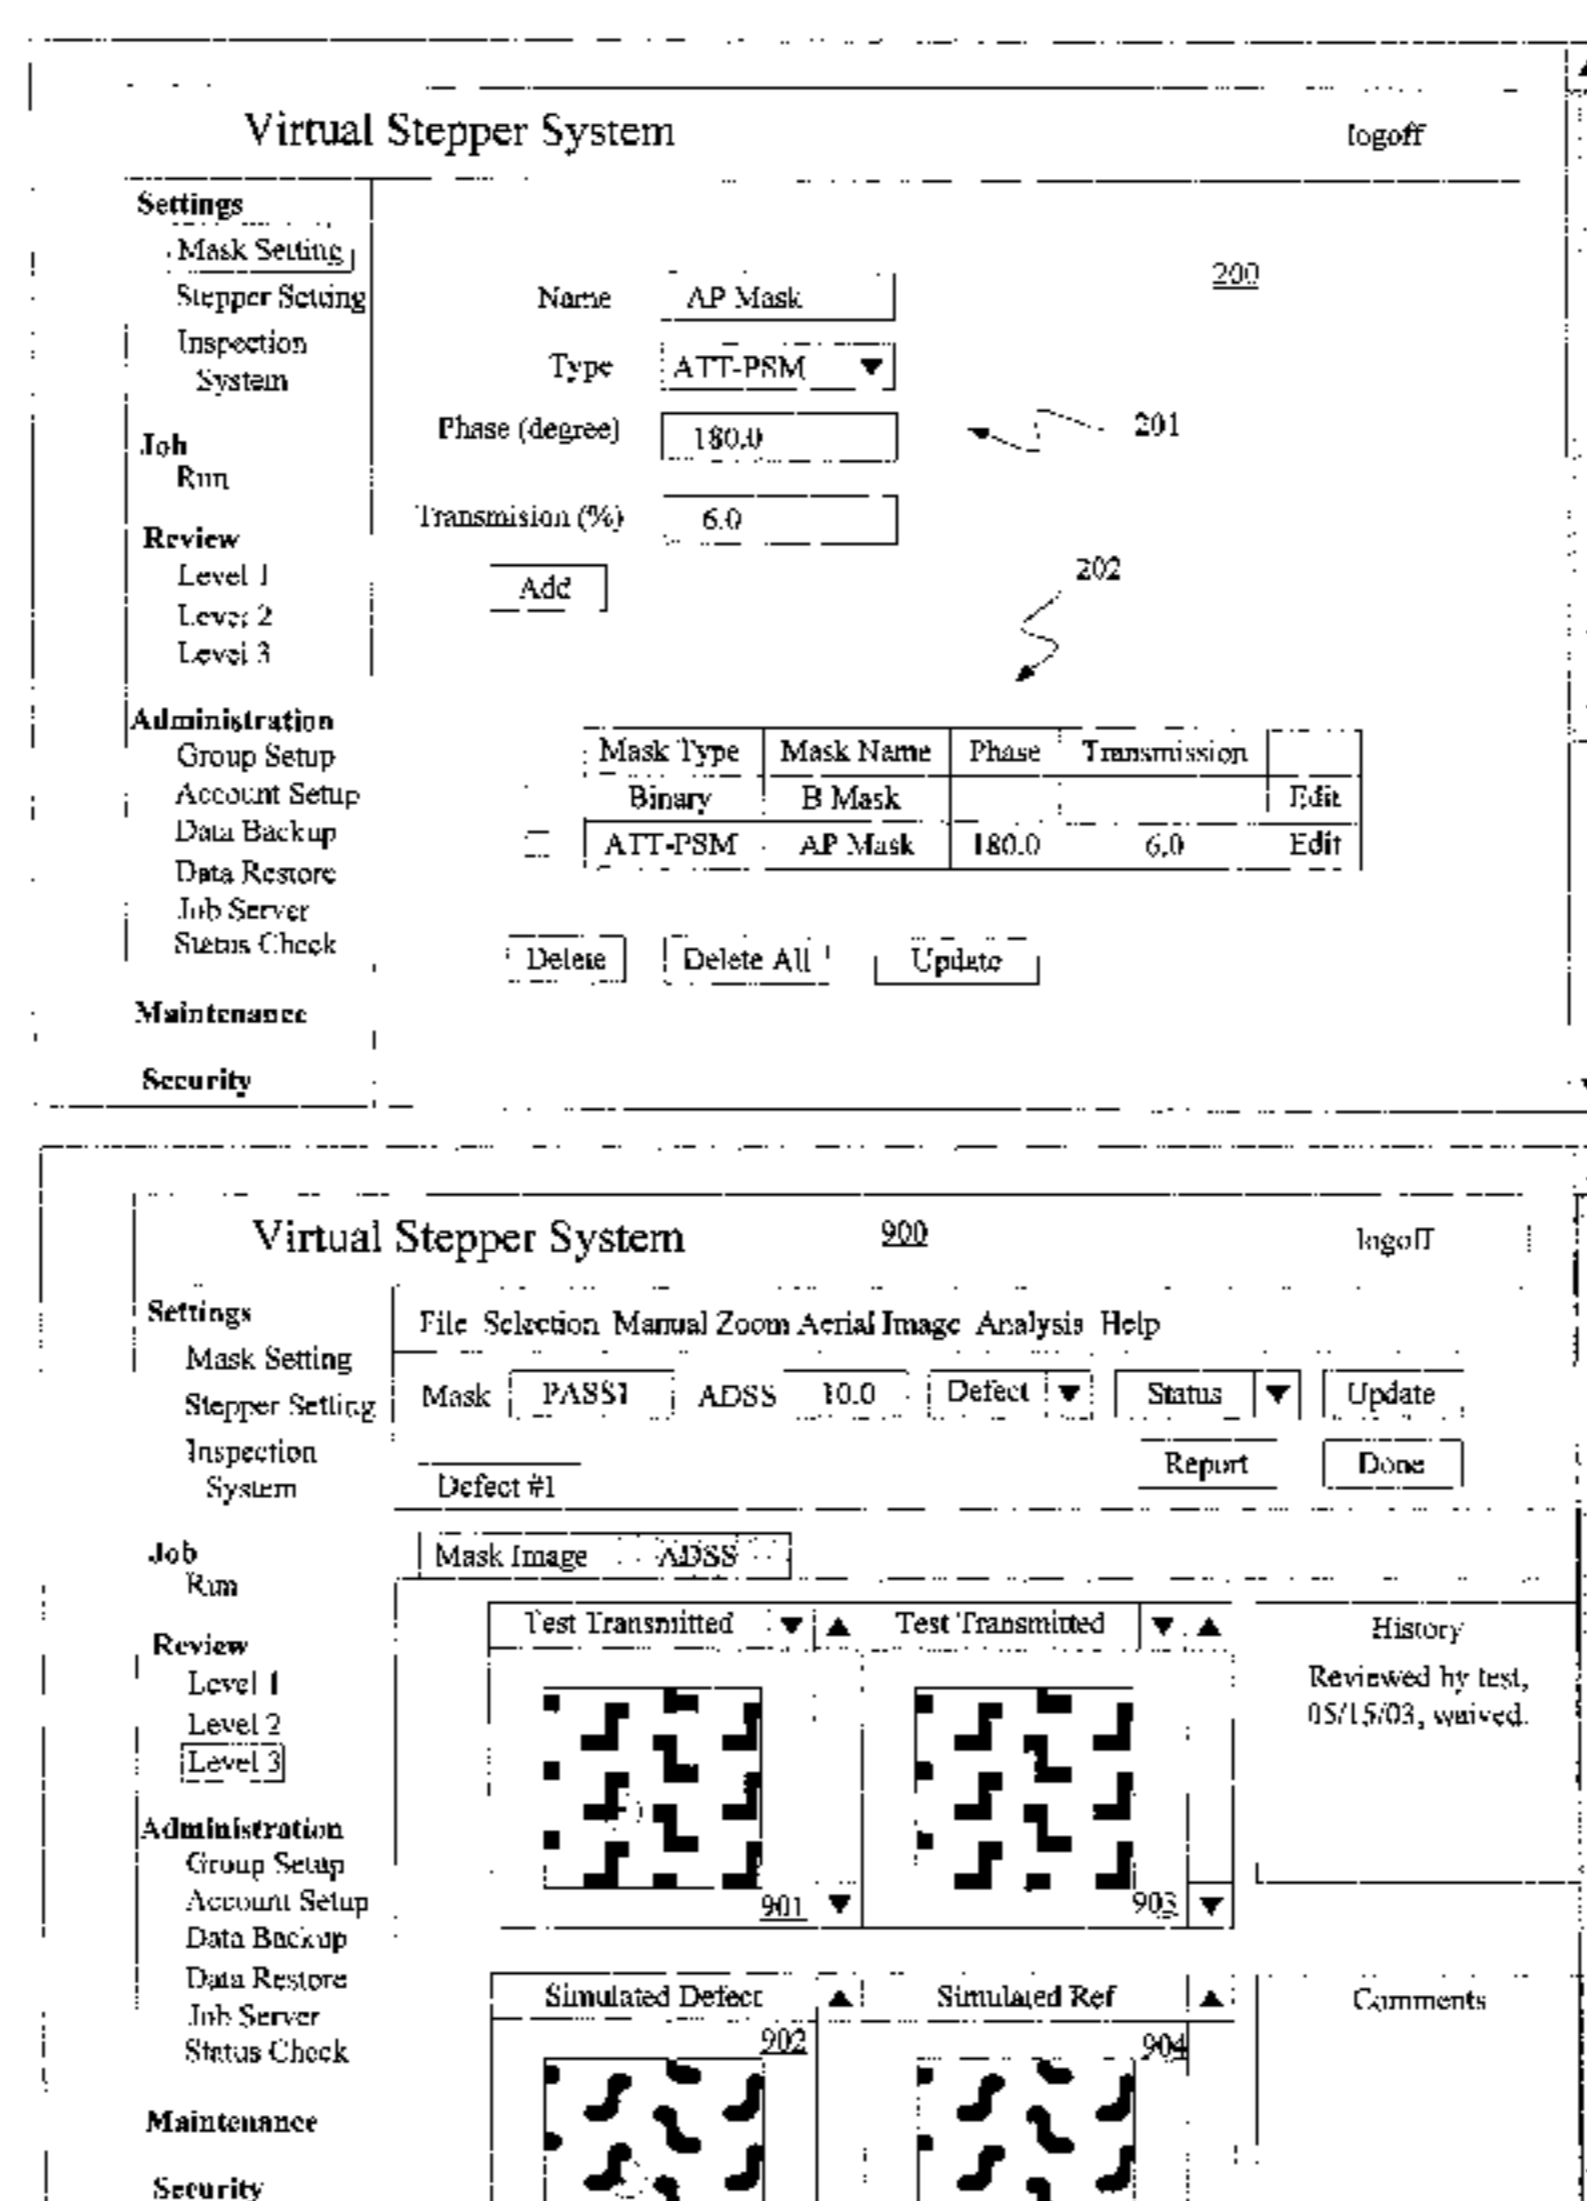 Virtual Stepper System logoff
Settings
Mask Setting
Stepper Setting
Inspection
System
Job
Run
Review
Level 1
Level 2
Level 3
Administration
Group Setup
Account Setup
Data Backup
Data Restore
Job Server
Status Check
Maintenance
Security
200
Name AP Mask
Type ATT-PSM
Phase (degree) 180.0
201
Transmision (%) 6.0
Add
202
Mask Type Mask Name Phase Transmission
Binary B Mask Edit
ATT-PSM AP Mask 180.0 6.0 Edit
Delete Delete All Update
Virtual Stepper System 900 logoff
Settings
Mask Setting
Stepper Setting
Inspection
System
Job
Run
Review
Level 1
Level 2
Level 3
Administration
Group Setup
Account Setup
Data Backup
Data Restore
Job Server
Status Check
Maintenance
Security
File Selection Manual Zoom Aerial Image Analysis Help
Mask PASS1 ADSS 10.0 Defect Status Update
Report Done
Defect #1
Mask Image ADSS
Test Transmitted Test Transmitted
901 903
History
Reviewed by test,
05/15/03, waived.
Simulated Defect Simulated Ref
902 904
Comments